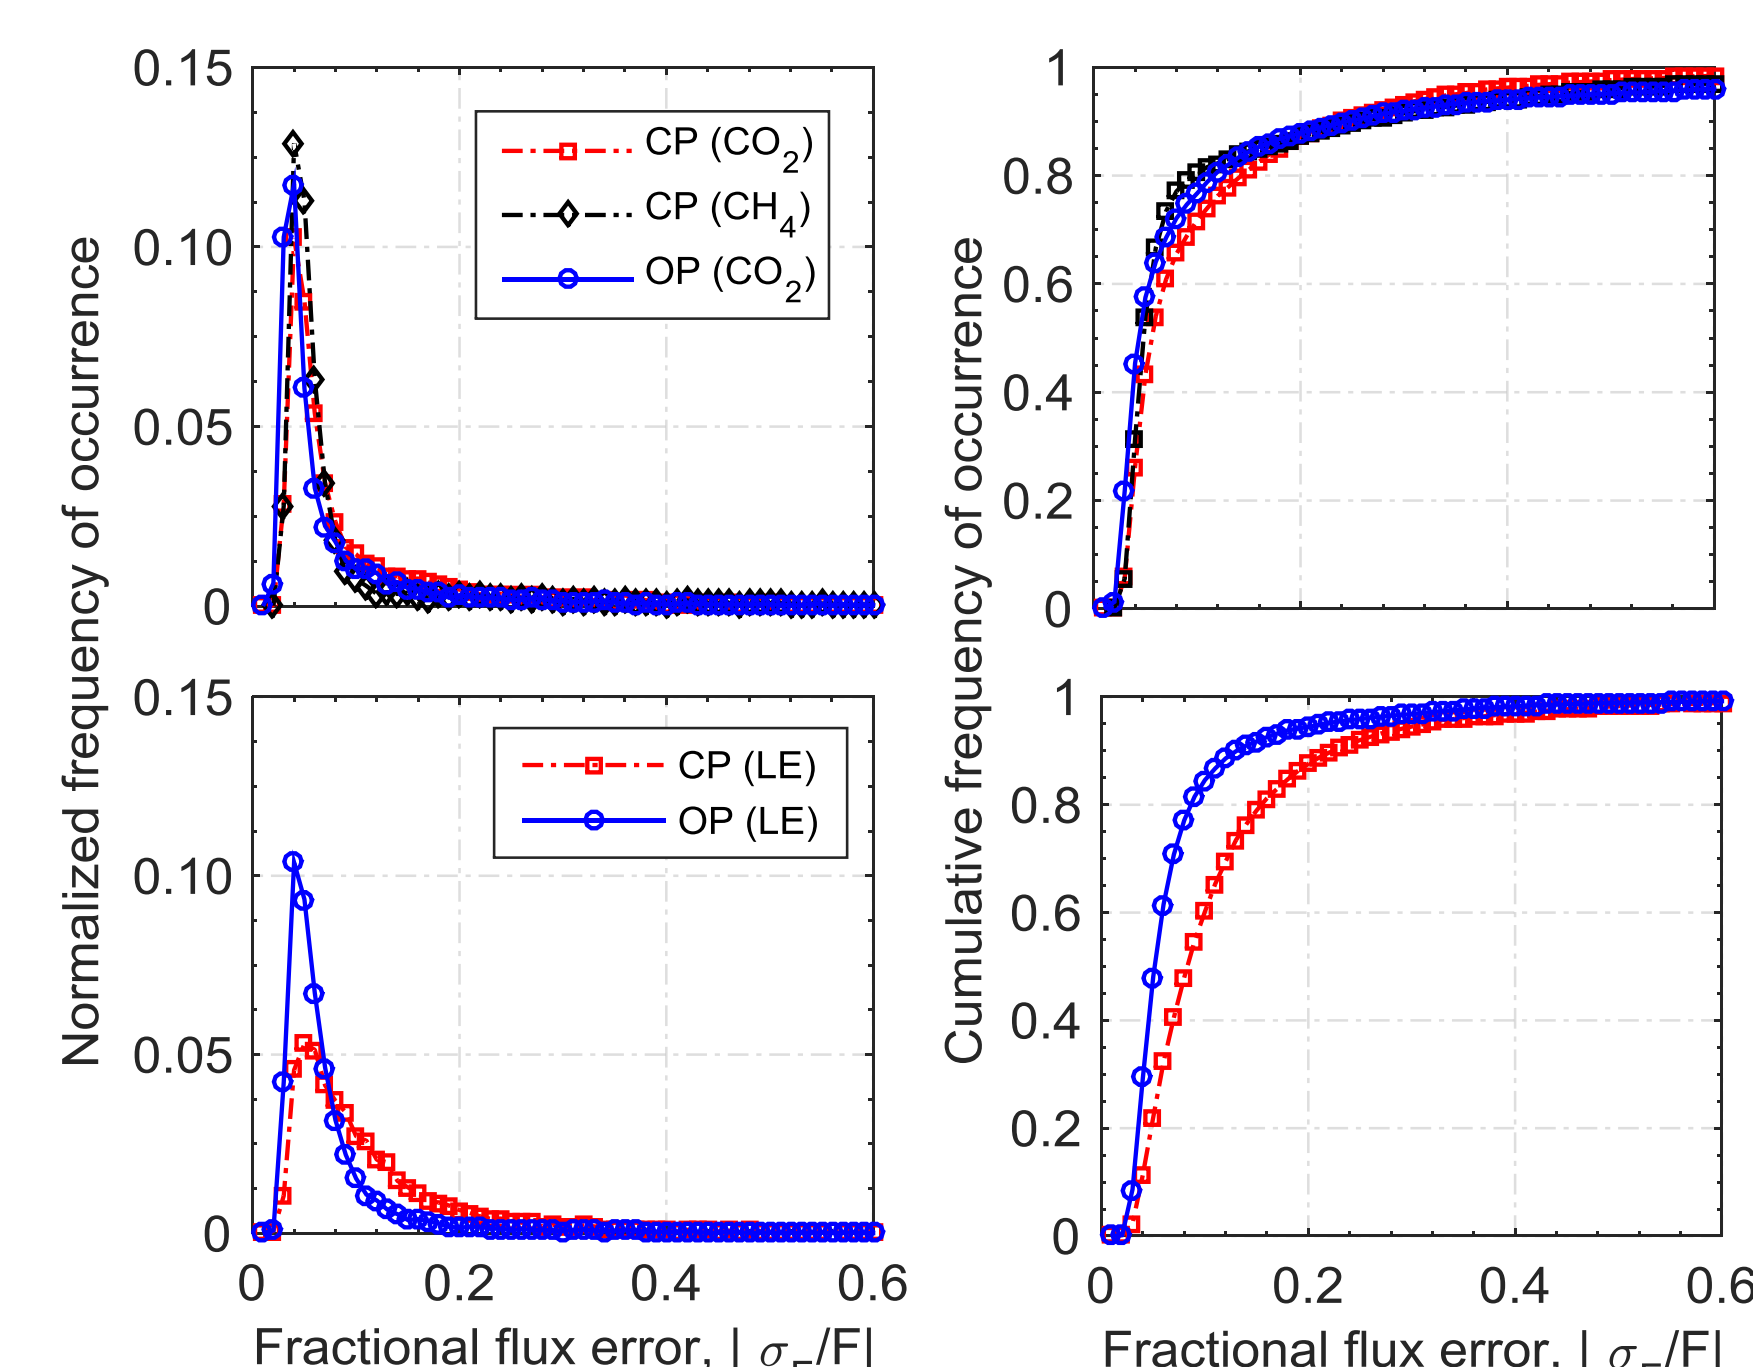 Normalized frequency of occurrence
0.15
0.10
0.05
0
CP (CO2)
CP (CH4)
OP (CO2)
Cumulative frequency of occurrence
1
0.8
0.6
0.4
0.2
0
0.15
0.10
0.05
0
CP (LE)
OP (LE)
0 0.2 0.4 0.6
Fractional flux error, | σF/F|
1
0.8
0.6
0.4
0.2
0
0 0.2 0.4 0.6
Fractional flux error, | σF/F|